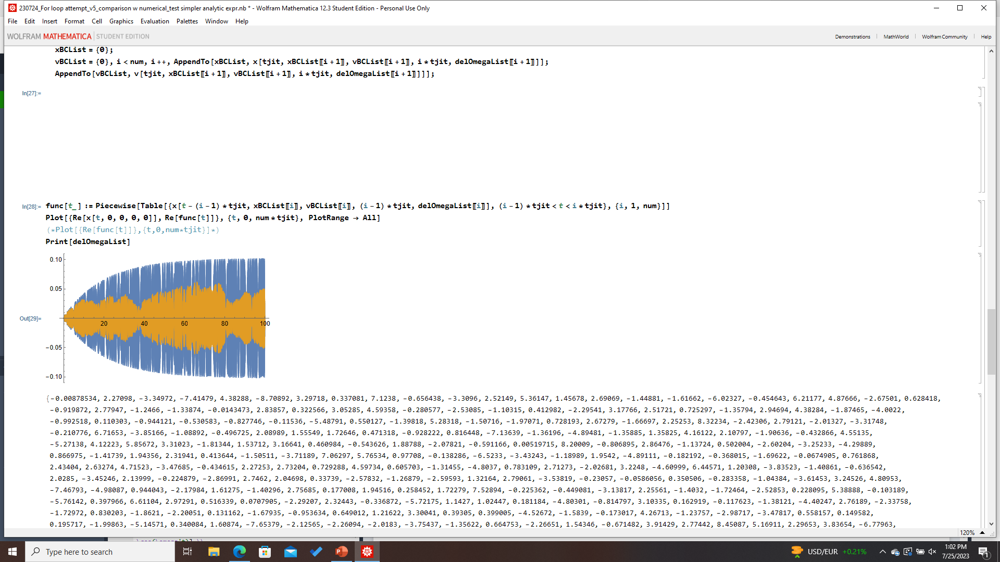 230724_For loop attempt_v5_comparison w numerical_test simpler analytic expr.nb * - Wolfram Mathematica 12.3 Student Edition - Personal Use Only
File Edit Insert Format Cell Graphics Evaluation Palettes Window Help
WOLFRAM MATHEMATICA STUDENT EDITION
Demonstrations MathWorld Wolfram Community Help
xBCList = {0};
vBCList = {0}, i < num, i ++, AppendTo[xBCList, x[tjit, xBCList[[i + 1]], vBCList[[i + 1]], i * tjit, delOmegaList[[i + 1]]]];
AppendTo[vBCList, v[tjit, xBCList[[i + 1]], vBCList[[i + 1]], i * tjit, delOmegaList[[i + 1]]]]];
In[27]:=
In[28]:= func[t_] := Piecewise[Table[{x[t - (i - 1) * tjit, xBCList[[i]], vBCList[[i]], (i - 1) * tjit, delOmegaList[[i]]], (i - 1) * tjit < t < i * tjit}, {i, 1, num}]]
Plot[{Re[x[t, 0, 0, 0, 0]], Re[func[t]]}, {t, 0, num * tjit}, PlotRange → All]
(*Plot[{Re[func[t]]},{t,0,num*tjit}]*)
Print[delOmegaList]
0.10
0.05
Out[29]=
20 40 60 80 100
-0.05
-0.10
{-0.00878534, 2.27098, -3.34972, -7.41479, 4.38288, -8.70892, 3.29718, 0.337081, 7.1238, -0.656438, -3.3096, 2.52149, 5.36147, 1.45678, 2.69069, -1.44881, -1.61662, -6.02327, -0.454643, 6.21177, 4.87666, -2.67501, 0.628418,
-0.919872, 2.77947, -1.2466, -1.33874, -0.0143473, 2.83857, 0.322566, 3.05285, 4.59358, -0.280577, -2.53085, -1.10315, 0.412982, -2.29541, 3.17766, 2.51721, 0.725297, -1.35794, 2.94694, 4.38284, -1.87465, -4.0022,
-0.992518, 0.110303, -0.944121, -0.530583, -0.827746, -0.11536, -5.48791, 0.550127, -1.39818, 5.28318, -1.50716, -1.97071, 0.728193, 2.67279, -1.66697, 2.25253, 8.32234, -2.42306, 2.79121, -2.01327, -3.31748,
-0.210776, 6.71653, -3.85166, -1.08892, -0.496725, 2.08989, 1.55549, 1.72646, 0.471318, -0.928222, 0.816448, -7.13639, -1.36196, -4.89481, -1.35885, 1.35825, 4.16122, 2.10797, -1.90636, -0.432866, 4.55135,
-5.27138, 4.12223, 5.85672, 3.31023, -1.81344, 1.53712, 3.16641, 0.460984, -0.543626, 1.88788, -2.07821, -0.591166, 0.00519715, 8.20009, -0.806895, 2.86476, -1.13724, 0.502004, -2.60204, -3.25233, -4.29889,
0.866975, -1.41739, 1.94356, 2.31941, 0.413644, -1.50511, -3.71189, 7.06297, 5.76534, 0.97708, -0.138286, -6.5233, -3.43243, -1.18989, 1.9542, -4.89111, -0.182192, -0.368015, -1.69622, -0.0674905, 0.761868,
2.43404, 2.63274, 4.71523, -3.47685, -0.434615, 2.27253, 2.73204, 0.729288, 4.59734, 0.605703, -1.31455, -4.8037, 0.783109, 2.71273, -2.02681, 3.2248, -4.60999, 6.44571, 1.20308, -3.83523, -1.40861, -0.636542,
2.0285, -3.45246, 2.13999, -0.224879, -2.86991, 2.7462, 2.04698, 0.33739, -2.57832, -1.26879, -2.59593, 1.32164, 2.79061, -3.53819, -0.23057, -0.0586056, 0.350506, -0.283358, -1.04384, -3.61453, 3.24526, 4.80953,
-7.46793, -4.98087, 0.944043, -2.17984, 1.61275, -1.40296, 2.75685, 0.177008, 1.94516, 0.258452, 1.72279, 7.52894, -0.225362, -0.449081, -3.13817, 2.25561, -1.4032, -1.72464, -2.52853, 0.228095, 5.38888, -0.103189,
-5.76142, 0.397966, 6.61104, 2.97291, 0.516339, 0.0707905, -2.29207, 2.32443, -0.336872, -5.72175, 1.1427, 1.02447, 0.181184, -4.80301, -0.814797, 3.10335, 0.162919, -0.117623, -1.38121, -4.40247, 2.76189, -2.33758,
-1.72972, 0.830203, -1.8621, -2.20051, 0.131162, -1.67935, -0.953634, 0.649012, 1.21622, 3.30041, 0.39305, 0.399005, -4.52672, -1.5839, -0.173017, 4.26713, -1.23757, -2.98717, -3.47817, 0.558157, 0.149582,
0.195717, -1.99863, -5.14571, 0.340084, 1.60874, -7.65379, -2.12565, -2.26094, -2.0183, -3.75437, -1.35622, 0.664753, -2.26651, 1.54346, -0.671482, 3.91429, 2.77442, 8.45087, 5.16911, 2.29653, 3.83654, -6.77963,
120%
Type here to search
USD/EUR +0.21%
1:02 PM
7/25/2023
1